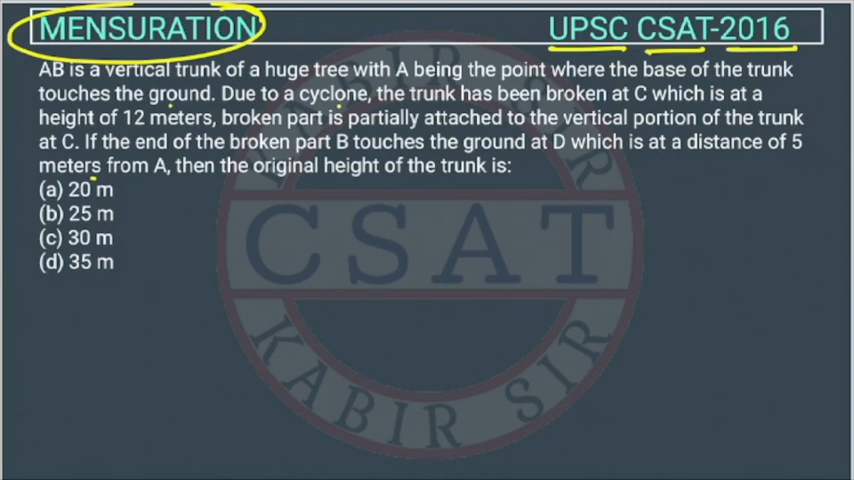 MENSURATION
UPSC CSAT-2016
AB is a vertical trunk of a huge tree with A being the point where the base of the trunk
touches the ground. Due to a cyclone, the trunk has been broken at C which is at a
height of 12 meters, broken part is partially attached to the vertical portion of the trunk
at C. If the end of the broken part B touches the ground at D which is at a distance of 5
meters from A, then the original height of the trunk is:
(a) 20 m
(b) 25 m
(c) 30 m
(d) 35 m
KABIR SIR
CSAT
KABIR SIR